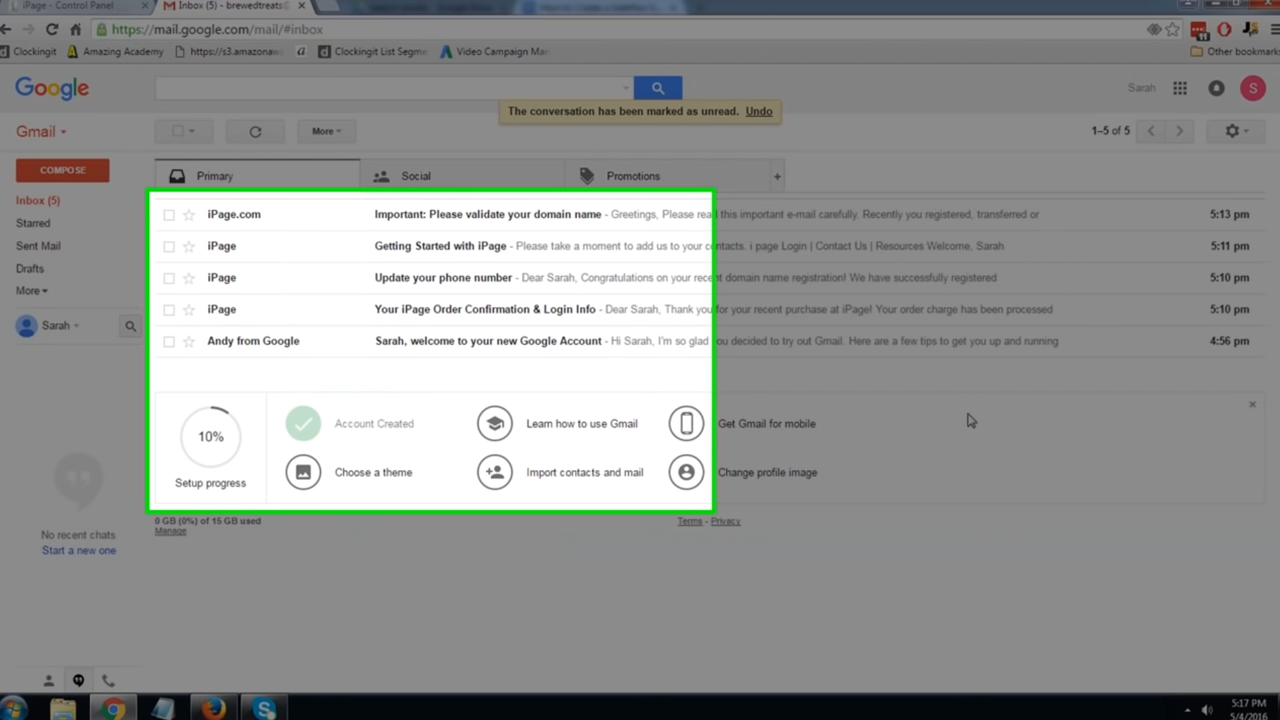 iPage - Control Panel
Inbox (5) - brewedtreats
https://mail.google.com/mail/#inbox
Clockingit Amazing Academy https://s3.amazonaw Clockingit List Segme Video Campaign Man Other bookmarks
Google
Sarah
S
The conversation has been marked as unread. Undo
Gmail
More
1–5 of 5
COMPOSE
Primary
Social
Promotions
+
Inbox (5)
Starred
Sent Mail
Drafts
More
Sarah
iPage.com Important: Please validate your domain name - Greetings, Please read this important e-mail carefully. Recently you registered, transferred or 5:13 pm
iPage Getting Started with iPage - Please take a moment to add us to your contacts. i page Login | Contact Us | Resources Welcome, Sarah 5:11 pm
iPage Update your phone number - Dear Sarah, Congratulations on your recent domain name registration! We have successfully registered 5:10 pm
iPage Your iPage Order Confirmation & Login Info - Dear Sarah, Thank you for your recent purchase at iPage! Your order charge has been processed 5:10 pm
Andy from Google Sarah, welcome to your new Google Account - Hi Sarah, I'm so glad you decided to try out Gmail. Here are a few tips to get you up and running 4:56 pm
10%
Setup progress
Account Created
Learn how to use Gmail
Get Gmail for mobile
Choose a theme
Import contacts and mail
Change profile image
0 GB (0%) of 15 GB used
Manage
Terms - Privacy
No recent chats
Start a new one
5:17 PM
5/4/2016